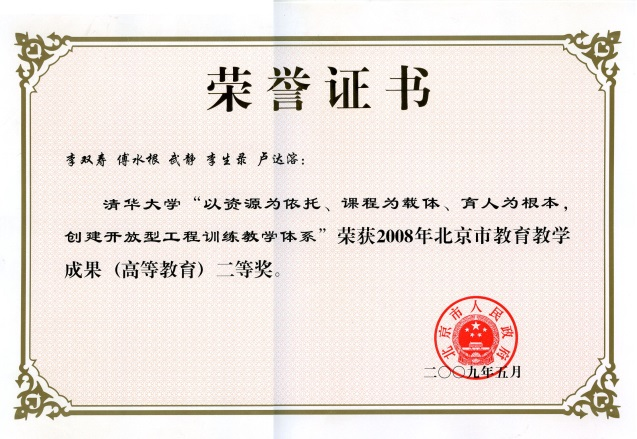 荣誉证书
李双寿 傅水根 武静 李生录 卢达溶：
清华大学“以资源为依托、课程为载体、育人为根本，
创建开放型工程训练教学体系”荣获2008年北京市教育教学
成果（高等教育）二等奖。
北京市人民政府
二〇〇九年五月